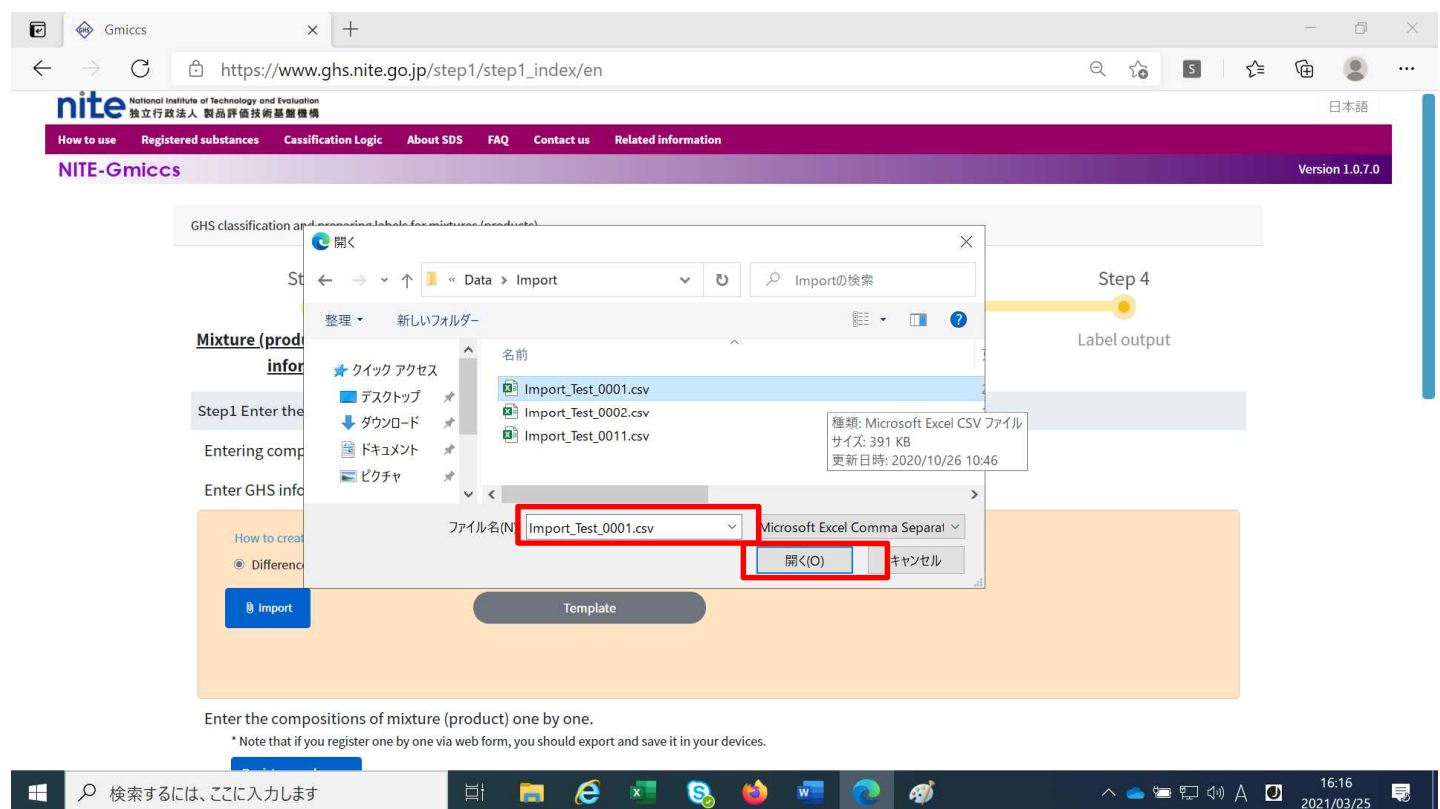 Gmiccs
https://www.ghs.nite.go.jp/step1/step1_index/en
S
nite National Institute of Technology and Evaluation
独立行政法人 製品評価技術基盤機構
日本語
How to use Registered substances Cassification Logic About SDS FAQ Contact us Related information
NITE-Gmiccs Version 1.0.7.0
GHS classification and preparing labels for mixtures (products)
開く
« Data > Import
Importの検索
Step 4
整理 新しいフォルダー
Mixture (produ
Label output
infor
名前
クイック アクセス
Import_Test_0001.csv
デスクトップ
Step1 Enter the
Import_Test_0002.csv
ダウンロード
種類: Microsoft Excel CSV ファイル
Import_Test_0011.csv
サイズ: 391 KB
Entering comp
ドキュメント
更新日時: 2020/10/26 10:46
ピクチャ
Enter GHS info
ファイル名(N) Import_Test_0001.csv Microsoft Excel Comma Separat
How to creat
開く(O) キャンセル
Differenc
Import Template
Enter the compositions of mixture (product) one by one.
* Note that if you register one by one via web form, you should export and save it in your devices.
検索するには、ここに入力します
A
16:16
2021/03/25